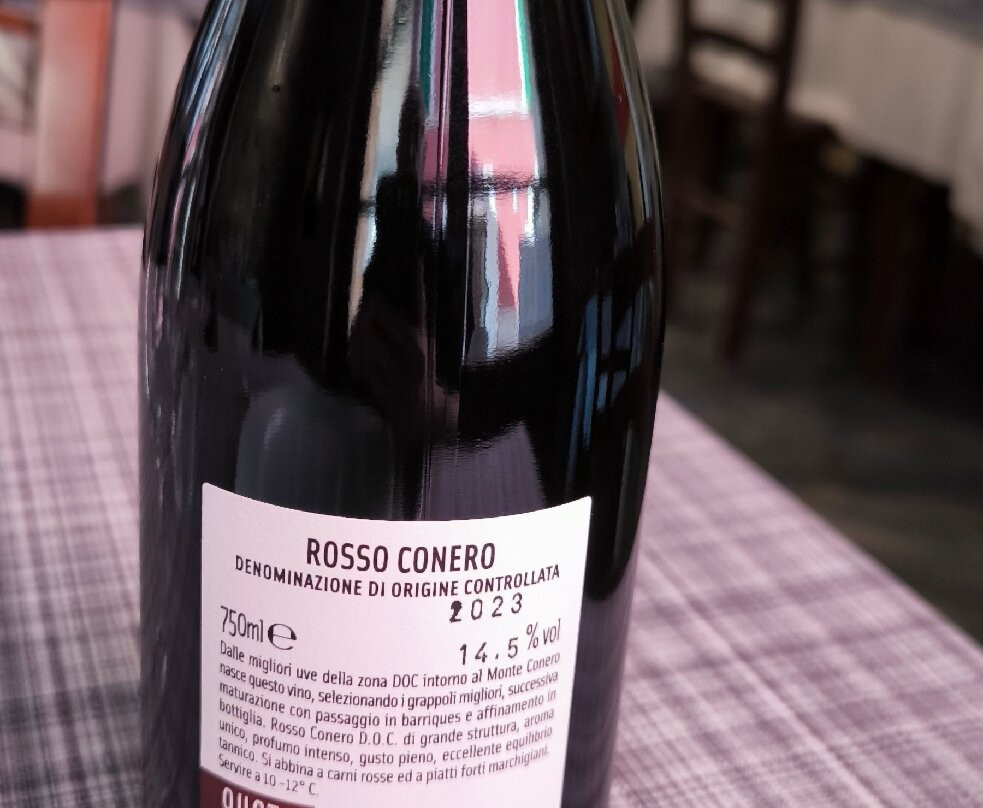 ROSSO CONERO
DENOMINAZIONE DI ORIGINE CONTROLLATA
2023
750ml e
14.5 % vol
Dalle migliori uve della zona DOC intorno al Monte Conero
nasce questo vino, selezionando i grappoli migliori, successiva
maturazione con passaggio in barriques e affinamento in
bottiglia. Rosso Conero D.O.C. di grande struttura, aroma
unico, profumo intenso, gusto pieno, eccellente equilibrio
tannico. Si abbina a carni rosse ed a piatti forti marchigiani.
Servire a 10 -12° C.